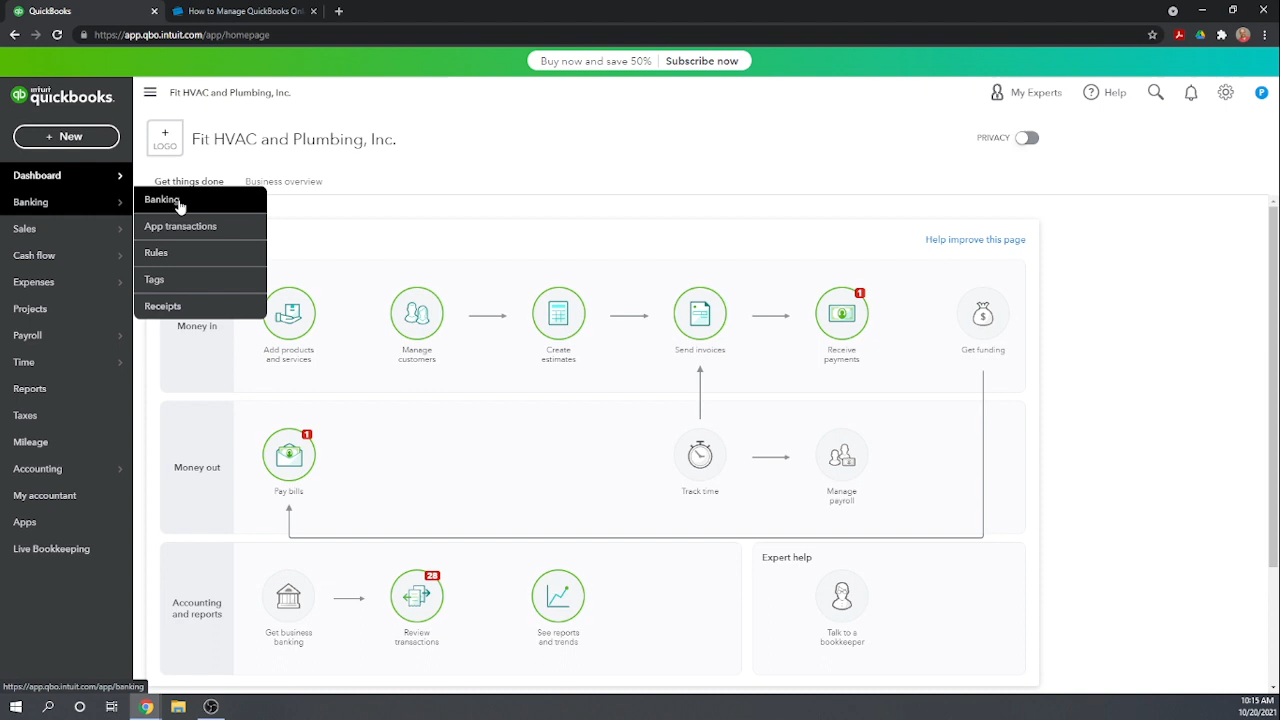 QuickBooks
How to Manage QuickBooks Onl
https://app.qbo.intuit.com/app/homepage
Buy now and save 50% Subscribe now
intuit
quickbooks.
Fit HVAC and Plumbing, Inc.
My Experts
Help
P
+ New
+
LOGO
Fit HVAC and Plumbing, Inc.
PRIVACY
Get things done
Business overview
Dashboard
Banking
Sales
Cash flow
Expenses
Projects
Payroll
Time
Reports
Taxes
Mileage
Accounting
My accountant
Apps
Live Bookkeeping
Banking
App transactions
Rules
Tags
Receipts
Help improve this page
Money in
Add products
and services
Manage
customers
Create
estimates
Send invoices
1
Receive
payments
Get funding
Money out
1
Pay bills
Track time
Manage
payroll
Accounting
and reports
Get business
banking
28
Review
transactions
See reports
and trends
Expert help
Talk to a
bookkeeper
https://app.qbo.intuit.com/app/banking
10:15 AM
10/20/2021